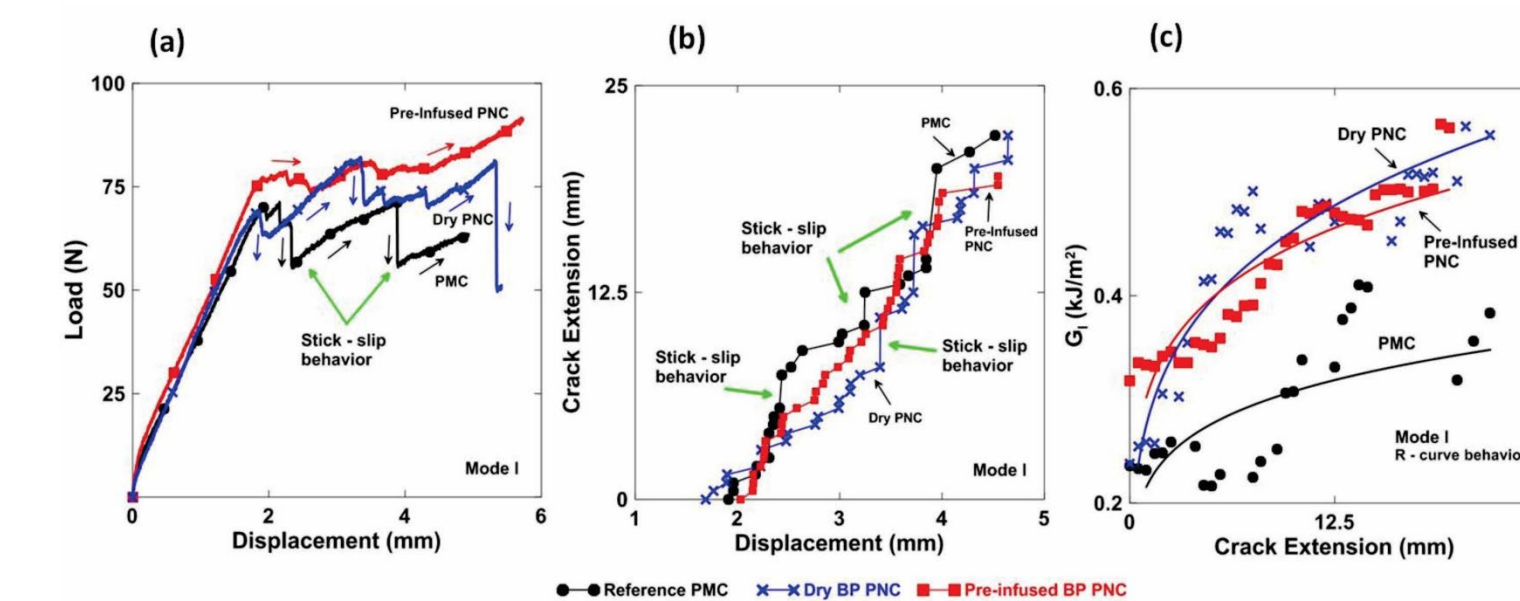 (a)
100
75
50
25
0
0
2
4
6
Load (N)
Displacement (mm)
Pre-Infused PNC
Dry PNC
PMC
Stick - slip
behavior
Mode I
(b)
25
12.5
0
1
2
3
4
5
Crack Extension (mm)
Displacement (mm)
PMC
Stick - slip
behavior
Pre-Infused
PNC
Stick - slip
behavior
Stick - slip
behavior
Dry PNC
Mode I
(c)
0.6
0.4
0.2
0
12.5
G_I (kJ/m²)
Crack Extension (mm)
Dry PNC
Pre-Infused
PNC
PMC
Mode I
R - curve behavio
Reference PMC
Dry BP PNC
Pre-infused BP PNC